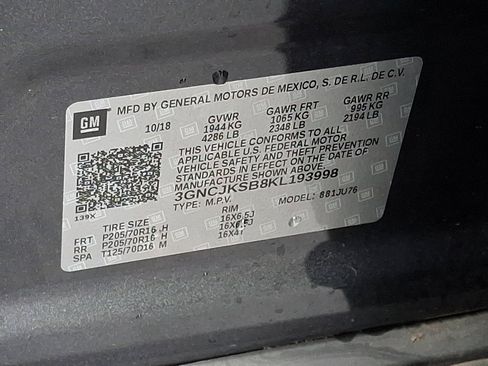 MFD BY GENERAL MOTORS DE MEXICO, S. DE R.L. DE C.V.
GM
10/18
GVWR GAWR FRT GAWR RR
1944 KG 1065 KG 995 KG
4286 LB 2348 LB 2194 LB
THIS VEHICLE CONFORMS TO ALL
APPLICABLE U.S. FEDERAL MOTOR
VEHICLE SAFETY AND THEFT
PREVENTION STANDARDS IN EFFECT ON
THE DATE OF MANUFACTURE SHOWN ABOVE.
3GNCJKSB8KL193998
139X
TYPE: M.P.V. MODEL: 881JU76
TIRE SIZE RIM
FRT P205/70R16 H 16X6.5J
RR P205/70R16 H 16X6.5J
SPA T125/70D16 M 16X4T